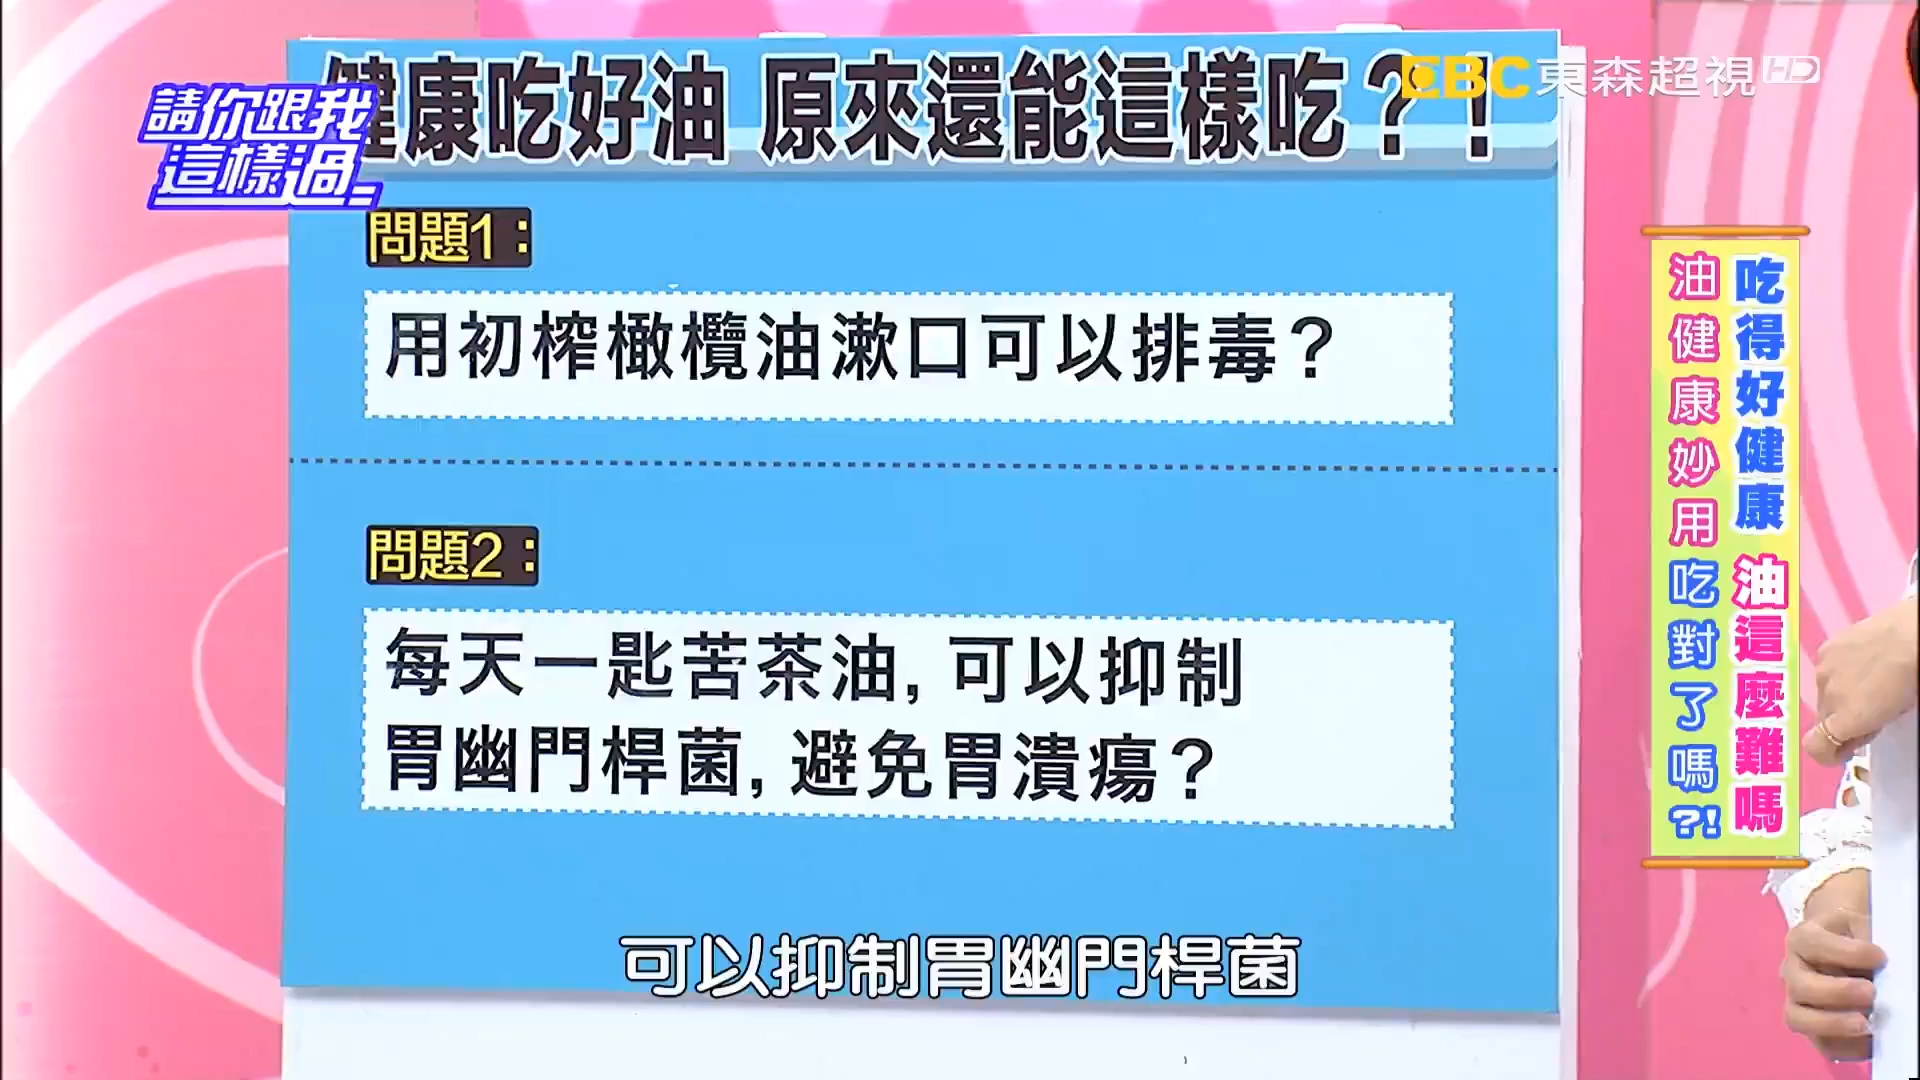 健康吃好油 原來還能這樣吃？！
EBC東森超視HD
請你跟我
這樣過
問題1：
用初榨橄欖油漱口可以排毒？
問題2：
每天一匙苦茶油，可以抑制
胃幽門桿菌，避免胃潰瘍？
吃得好健康 油這麼難嗎
油健康妙用吃對了嗎?!
可以抑制胃幽門桿菌